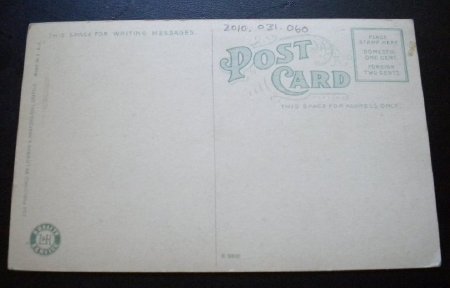 THIS SPACE FOR WRITING MESSAGES.
2010.031.060
POST CARD
PLACE
STAMP HERE
DOMESTIC
ONE CENT
FOREIGN
TWO CENTS
THIS SPACE FOR ADDRESS ONLY.